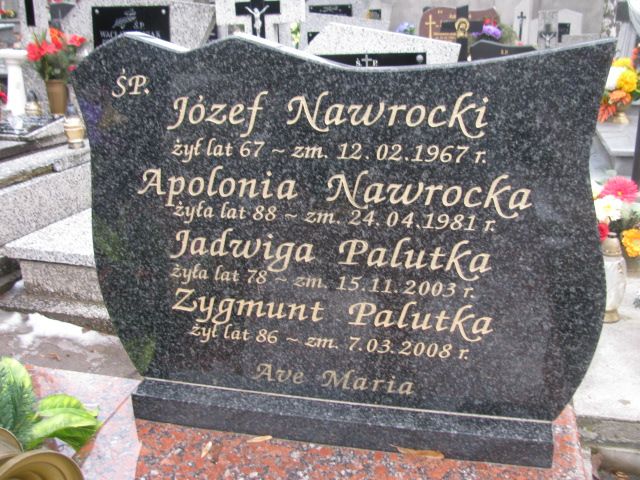 ŚP.
Józef Nawrocki
żył lat 67 ~ zm. 12.02.1967 r.
Apolonia Nawrocka
żyła lat 88 ~ zm. 24.04.1981 r.
Jadwiga Palutka
żyła lat 78 ~ zm. 15.11.2003 r.
Zygmunt Palutka
żył lat 86 ~ zm. 7.03.2008 r.
Ave Maria